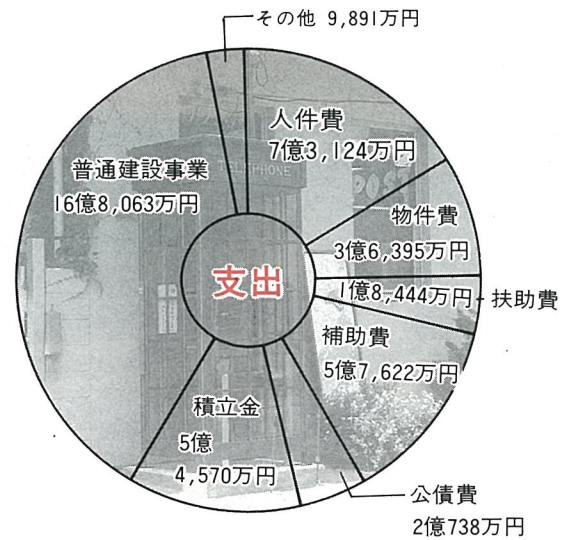 その他 9,891万円
人件費
7億3,124万円
物件費
3億6,395万円
1億8,444万円
扶助費
補助費
5億7,622万円
公債費
2億738万円
積立金
5億
4,570万円
普通建設事業
16億8,063万円
支出
TELEPHONE
POST